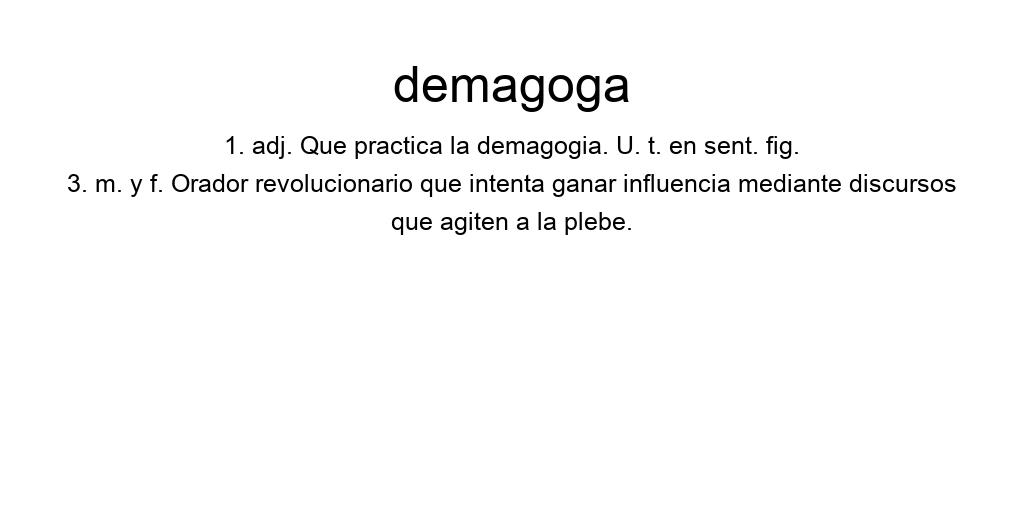 demagoga
1. adj. Que practica la demagogia. U. t. en sent. fig.
3. m. y f. Orador revolucionario que intenta ganar influencia mediante discursos
que agiten a la plebe.